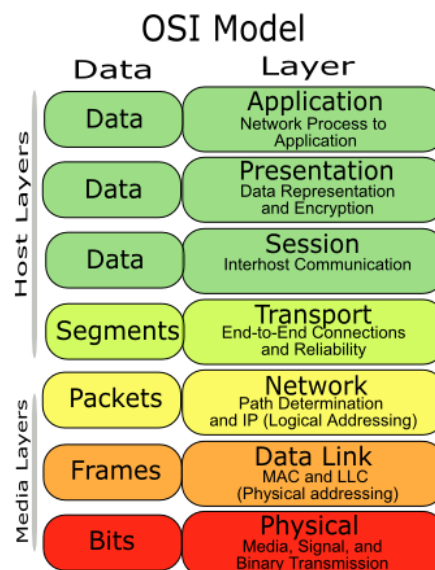 OSI Model
Data
Layer
Host Layers
Data
Application
Network Process to
Application
Data
Presentation
Data Representation
and Encryption
Data
Session
Interhost Communication
Segments
Transport
End-to-End Connections
and Reliability
Media Layers
Packets
Network
Path Determination
and IP (Logical Addressing)
Frames
Data Link
MAC and LLC
(Physical addressing)
Bits
Physical
Media, Signal, and
Binary Transmission